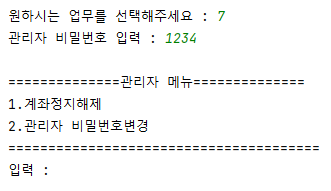 원하시는 업무를 선택해주세요 : 7
관리자 비밀번호 입력 : 1234
==============관리자 메뉴==============
1.계좌정지해제
2.관리자 비밀번호변경
=======================================
입력 :